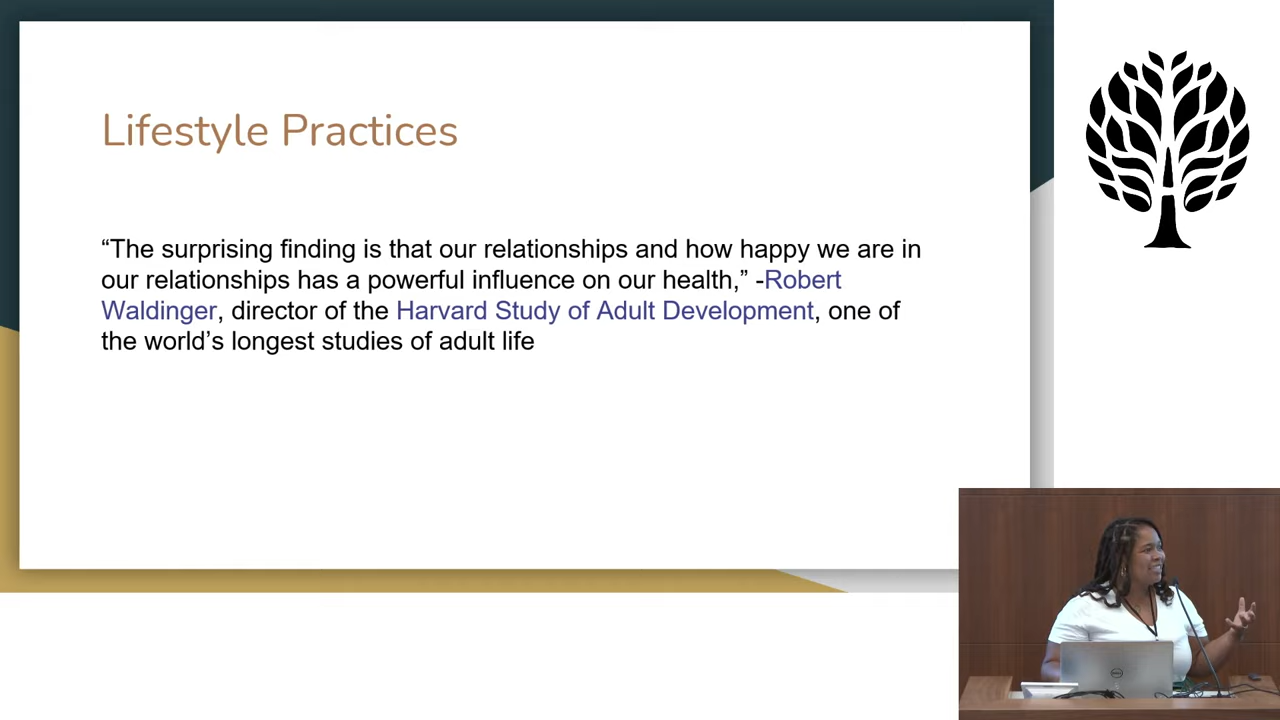 Lifestyle Practices
“The surprising finding is that our relationships and how happy we are in
our relationships has a powerful influence on our health,” -Robert
Waldinger, director of the Harvard Study of Adult Development, one of
the world’s longest studies of adult life
DELL